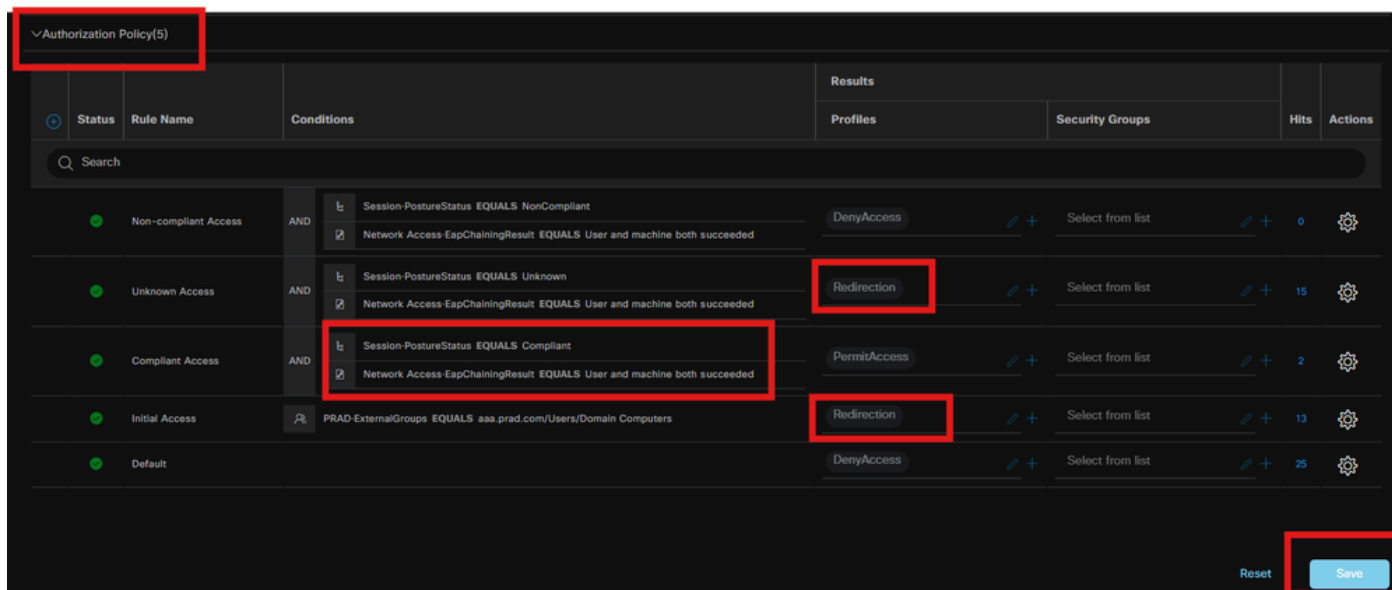 Authorization Policy(5)
Results
Status Rule Name Conditions Profiles Security Groups Hits Actions
Search
Session-PostureStatus EQUALS NonCompliant
Non-compliant Access AND DenyAccess Select from list 0
Network Access-EapChainingResult EQUALS User and machine both succeeded
Session-PostureStatus EQUALS Unknown
Unknown Access AND Redirection Select from list 15
Network Access-EapChainingResult EQUALS User and machine both succeeded
Session-PostureStatus EQUALS Compliant
Compliant Access AND PermitAccess Select from list 2
Network Access-EapChainingResult EQUALS User and machine both succeeded
Initial Access PRAD-ExternalGroups EQUALS aaa.prad.com/Users/Domain Computers Redirection Select from list 13
Default DenyAccess Select from list 25
Reset Save